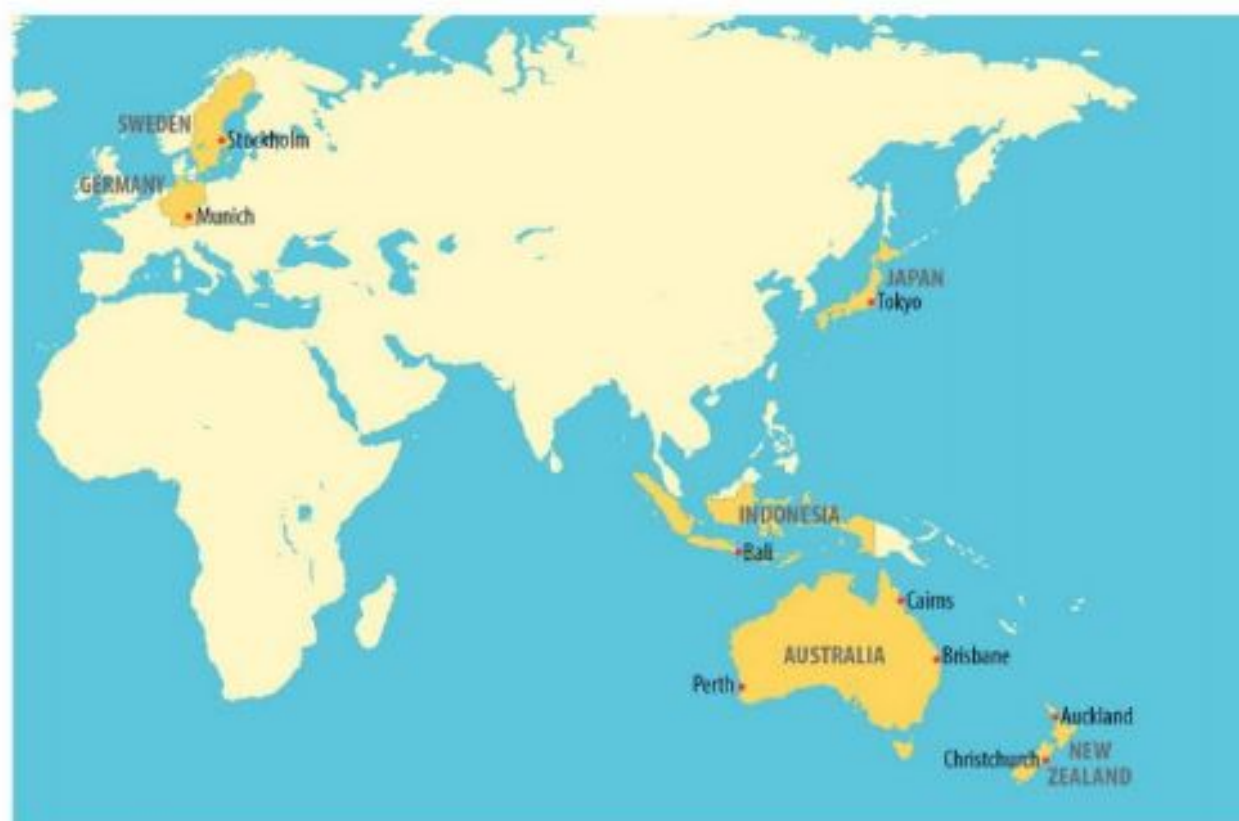 SWEDEN
Stockholm
GERMANY
Munich
JAPAN
Tokyo
INDONESIA
Bali
Cairns
AUSTRALIA
Brisbane
Perth
Auckland
Christchurch
NEW
ZEALAND